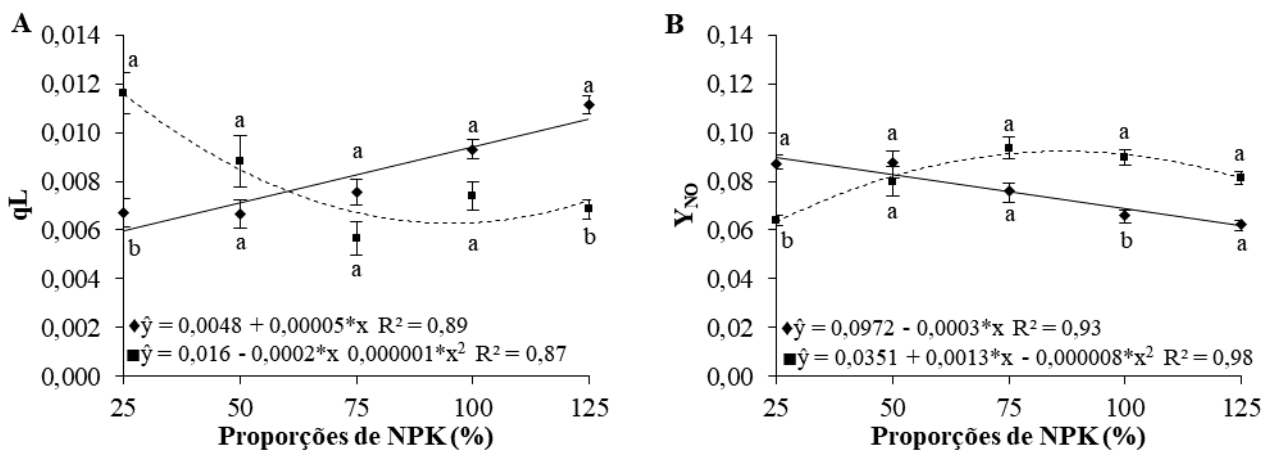 A
qL
0,014
0,012
0,010
0,008
0,006
0,004
0,002
0,000
a
a
a
a
a
b
a
a
a
b
♦ŷ = 0,0048 + 0,00005*x R² = 0,89
■ŷ = 0,016 - 0,0002*x 0,000001*x² R² = 0,87
25 50 75 100 125
Proporções de NPK (%)
B
Y_NO
0,14
0,12
0,10
0,08
0,06
0,04
0,02
0,00
a
a
a
a
a
b
a
a
b
a
♦ŷ = 0,0972 - 0,0003*x R² = 0,93
■ŷ = 0,0351 + 0,0013*x - 0,000008*x² R² = 0,98
25 50 75 100 125
Proporções de NPK (%)